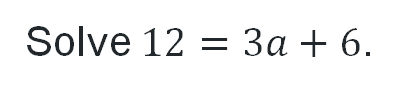 Solve 12 = 3a + 6.